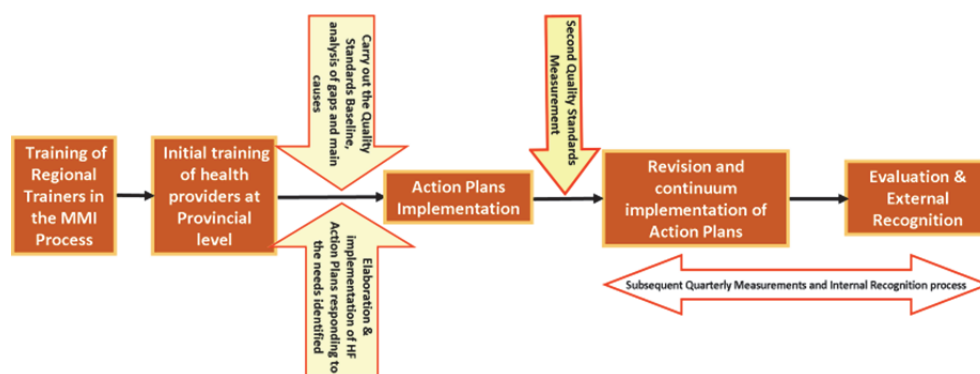 Training of
Regional
Trainers in
the MMI
Process
Initial training
of health
providers at
Provincial
level
Carry out the Quality
Standards Baseline,
analysis of gaps and main
causes
Elaboration &
implementation of HF
Action Plans responding to
the needs identified
Action Plans
Implementation
Second Quality Standards
Measurement
Revision and
continuum
implementation of
Action Plans
Evaluation &
External
Recognition
Subsequent Quarterly Measurements and Internal Recognition process